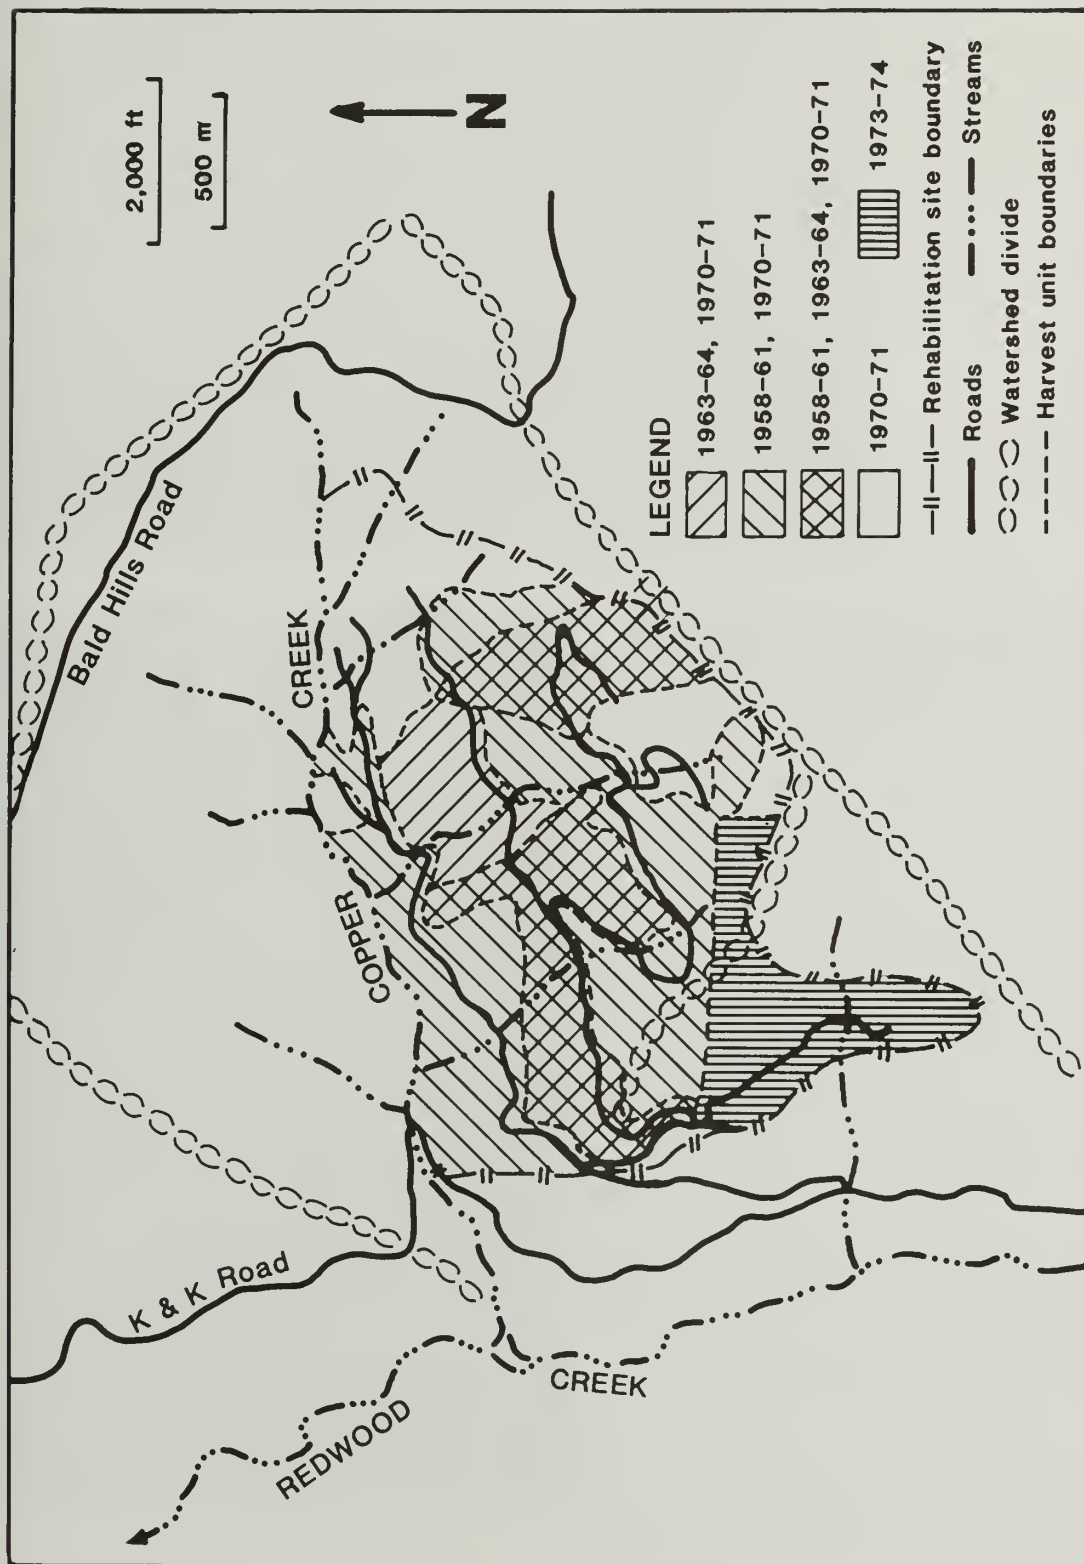 2,000 ft
500 m
N
Bald Hills Road
CREEK
COPPER
K & K Road
REDWOOD
CREEK
LEGEND
1963-64, 1970-71
1958-61, 1970-71
1958-61, 1963-64, 1970-71
1970-71
1973-74
Rehabilitation site boundary
Roads
Streams
Watershed divide
Harvest unit boundaries